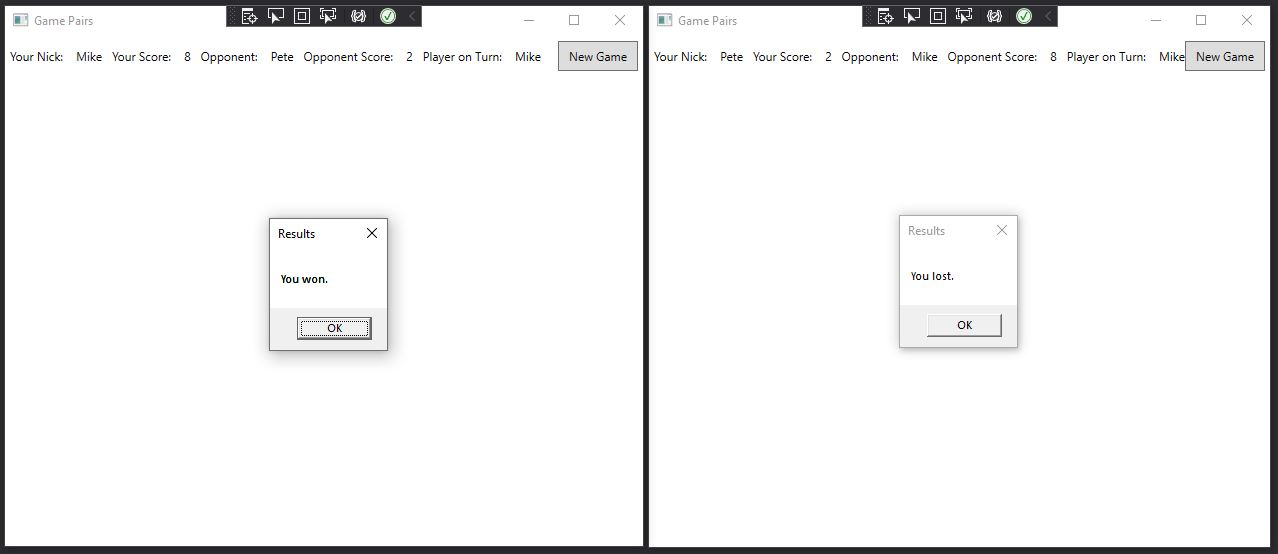 Game Pairs
Your Nick: Mike Your Score: 8 Opponent: Pete Opponent Score: 2 Player on Turn: Mike New Game
Results
You won.
OK
Game Pairs
Your Nick: Pete Your Score: 2 Opponent: Mike Opponent Score: 8 Player on Turn: Mike New Game
Results
You lost.
OK